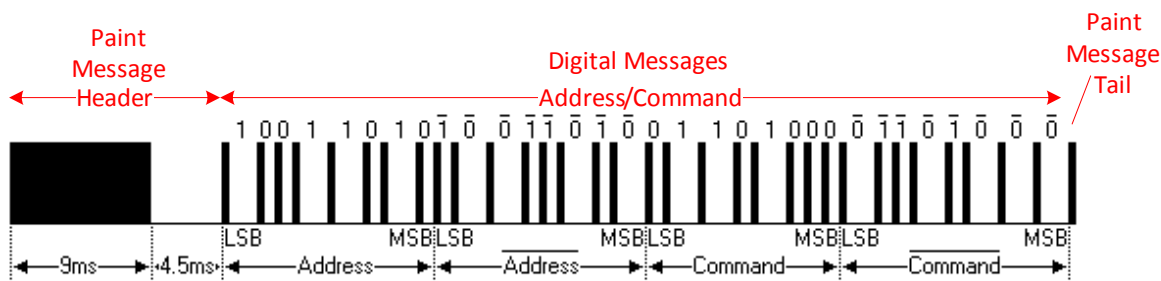 Paint
Message
Header
Digital Messages
Address/Command
Paint
Message
Tail
1 0 0 1 1 0 1 0 1̅ 0̅ 0̅ 1̅ 1̅ 0̅ 1̅ 0̅ 0 1 1 0 1 0 0 0 0̅ 1̅ 1̅ 0̅ 1̅ 0̅ 0̅ 0̅
LSB MSB LSB MSB LSB MSB LSB MSB
9ms 4.5ms Address Address Command Command